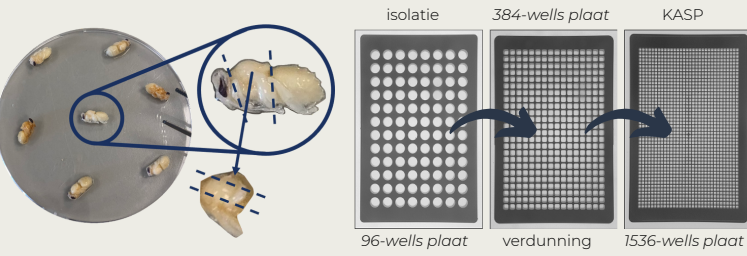 isolatie
384-wells plaat
KASP
96-wells plaat
verdunning
1536-wells plaat